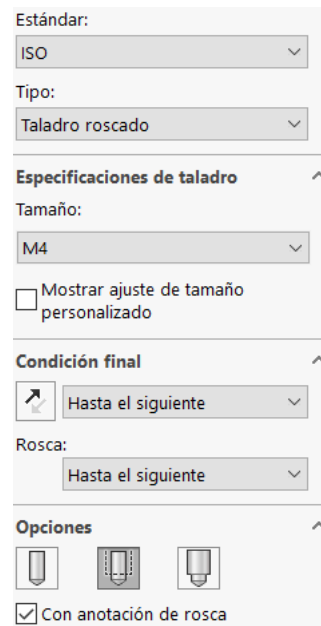 Estándar:
ISO
Tipo:
Taladro roscado
Especificaciones de taladro
Tamaño:
M4
Mostrar ajuste de tamaño
personalizado
Condición final
Hasta el siguiente
Rosca:
Hasta el siguiente
Opciones
Con anotación de rosca